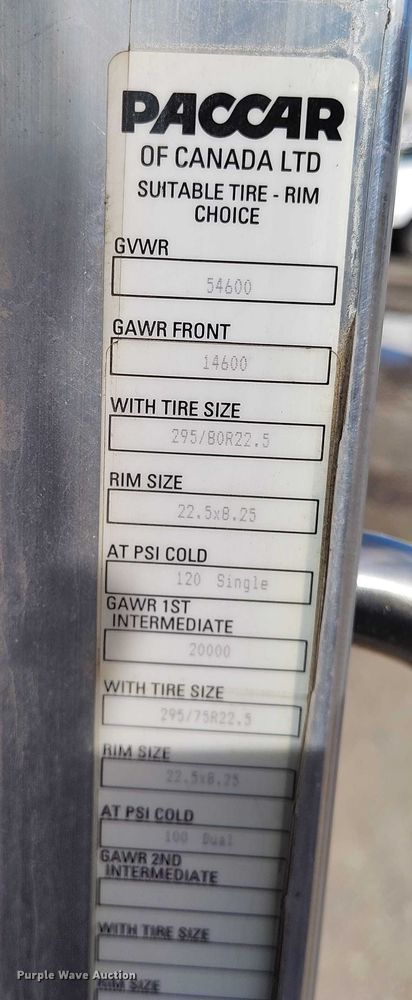 PACCAR
OF CANADA LTD
SUITABLE TIRE - RIM
CHOICE
GVWR
54600
GAWR FRONT
14600
WITH TIRE SIZE
295/80R22.5
RIM SIZE
22.5x8.25
AT PSI COLD
120 Single
GAWR 1ST
INTERMEDIATE
20000
WITH TIRE SIZE
295/75R22.5
RIM SIZE
22.5x8.25
AT PSI COLD
100 Dual
GAWR 2ND
INTERMEDIATE
WITH TIRE SIZE
RIM SIZE
Purple Wave Auction